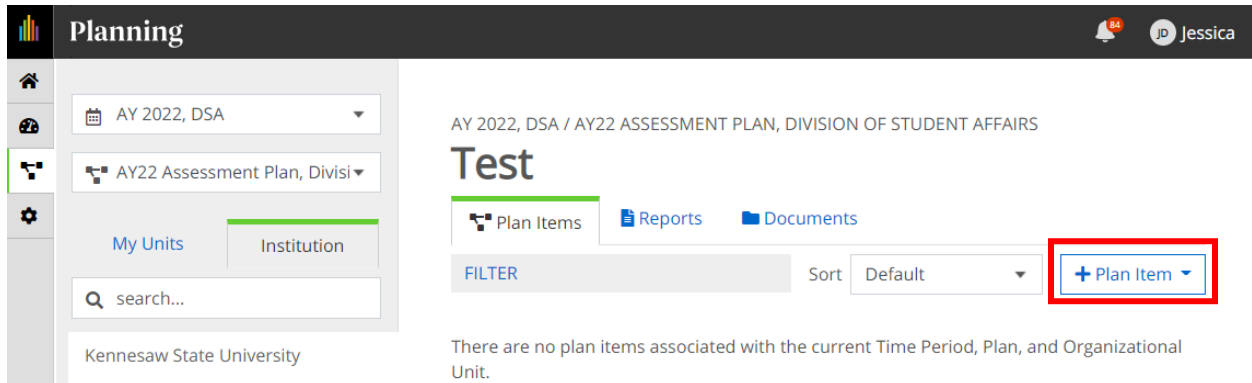 Planning
84
JD Jessica
AY 2022, DSA
AY22 Assessment Plan, Divisi
My Units
Institution
search...
Kennesaw State University
AY 2022, DSA / AY22 ASSESSMENT PLAN, DIVISION OF STUDENT AFFAIRS
Test
Plan Items
Reports
Documents
FILTER
Sort Default
+ Plan Item
There are no plan items associated with the current Time Period, Plan, and Organizational
Unit.